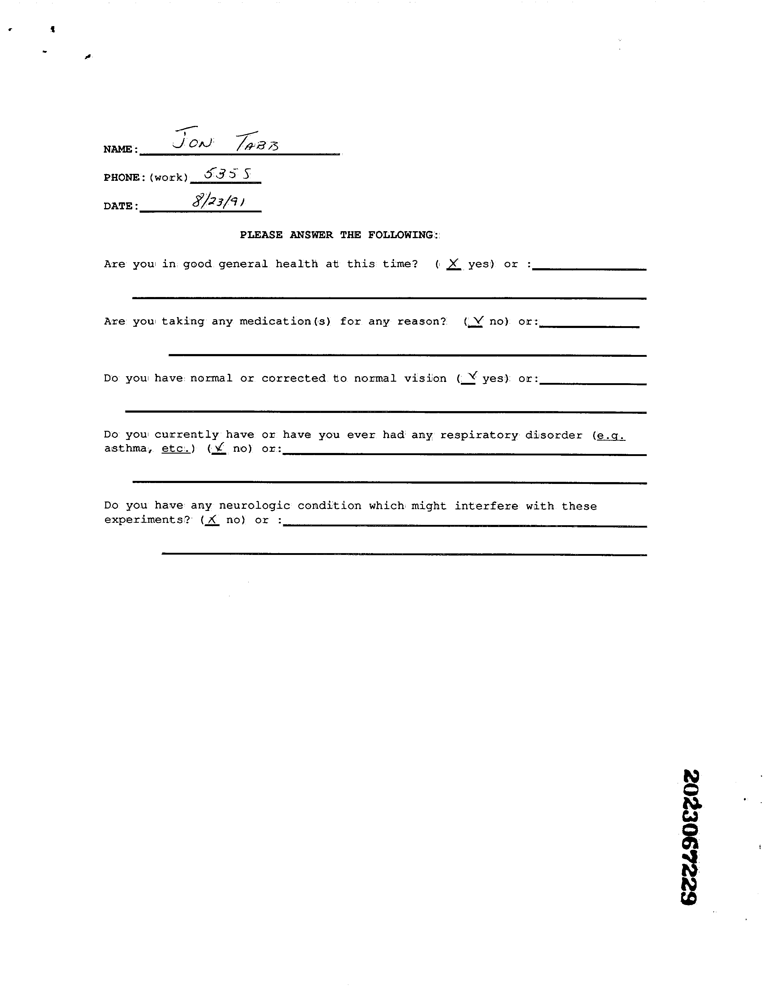 NAME: JON TABB
PHONE:(work) 5355
DATE: 8/23/91
PLEASE ANSWER THE FOLLOWING:
Are you in good general health at this time? ( X yes) or :
Are you taking any medication(s) for any reason? (✓ no) or:
Do you have normal or corrected to normal vision (✓ yes) or:
Do you currently have or have you ever had any respiratory disorder (e.g.
asthma, etc.) (✓ no) or:
Do you have any neurologic condition which might interfere with these
experiments? (X no) or :
2023067229